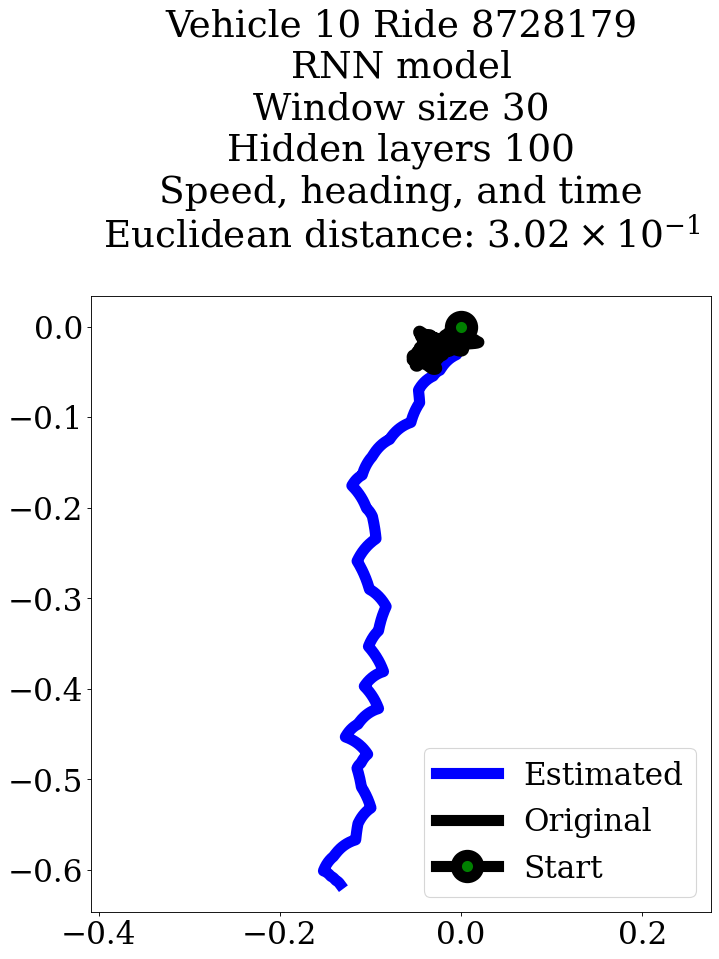 Vehicle 10 Ride 8728179
RNN model
Window size 30
Hidden layers 100
Speed, heading, and time
Euclidean distance: 3.02 × 10⁻¹
0.0
−0.1
−0.2
−0.3
−0.4
−0.5
−0.6
Estimated
Original
Start
−0.4
−0.2
0.0
0.2